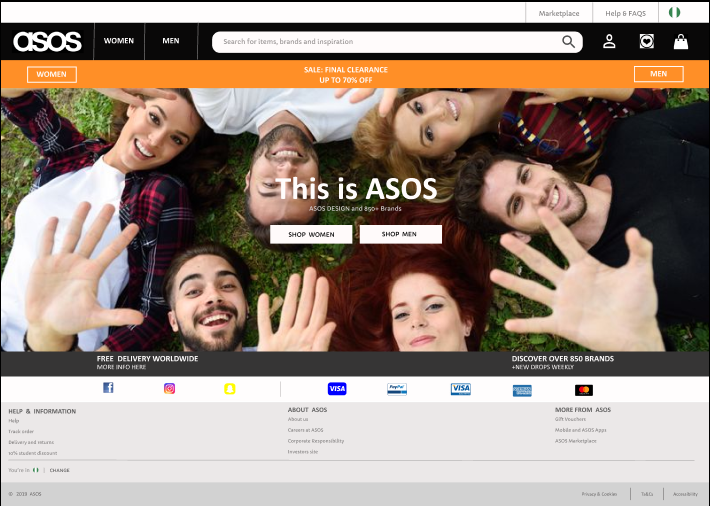 Marketplace
Help & FAQS
asos
WOMEN
MEN
Search for items, brands and inspiration
WOMEN
SALE: FINAL CLEARANCE
UP TO 70% OFF
MEN
This is ASOS
ASOS DESIGN and 850+ Brands
SHOP WOMEN
SHOP MEN
FREE DELIVERY WORLDWIDE
MORE INFO HERE
DISCOVER OVER 850 BRANDS
+NEW DROPS WEEKLY
VISA
PayPal
VISA
MasterCard
HELP & INFORMATION
Help
Track order
Delivery and returns
10% student discount
ABOUT ASOS
About us
Careers at ASOS
Corporate Responsibility
Investors site
MORE FROM ASOS
Gift Vouchers
Mobile and ASOS Apps
ASOS Marketplace
You're in | CHANGE
© 2019 ASOS
Privacy & Cookies
Ts&Cs
Accessibility